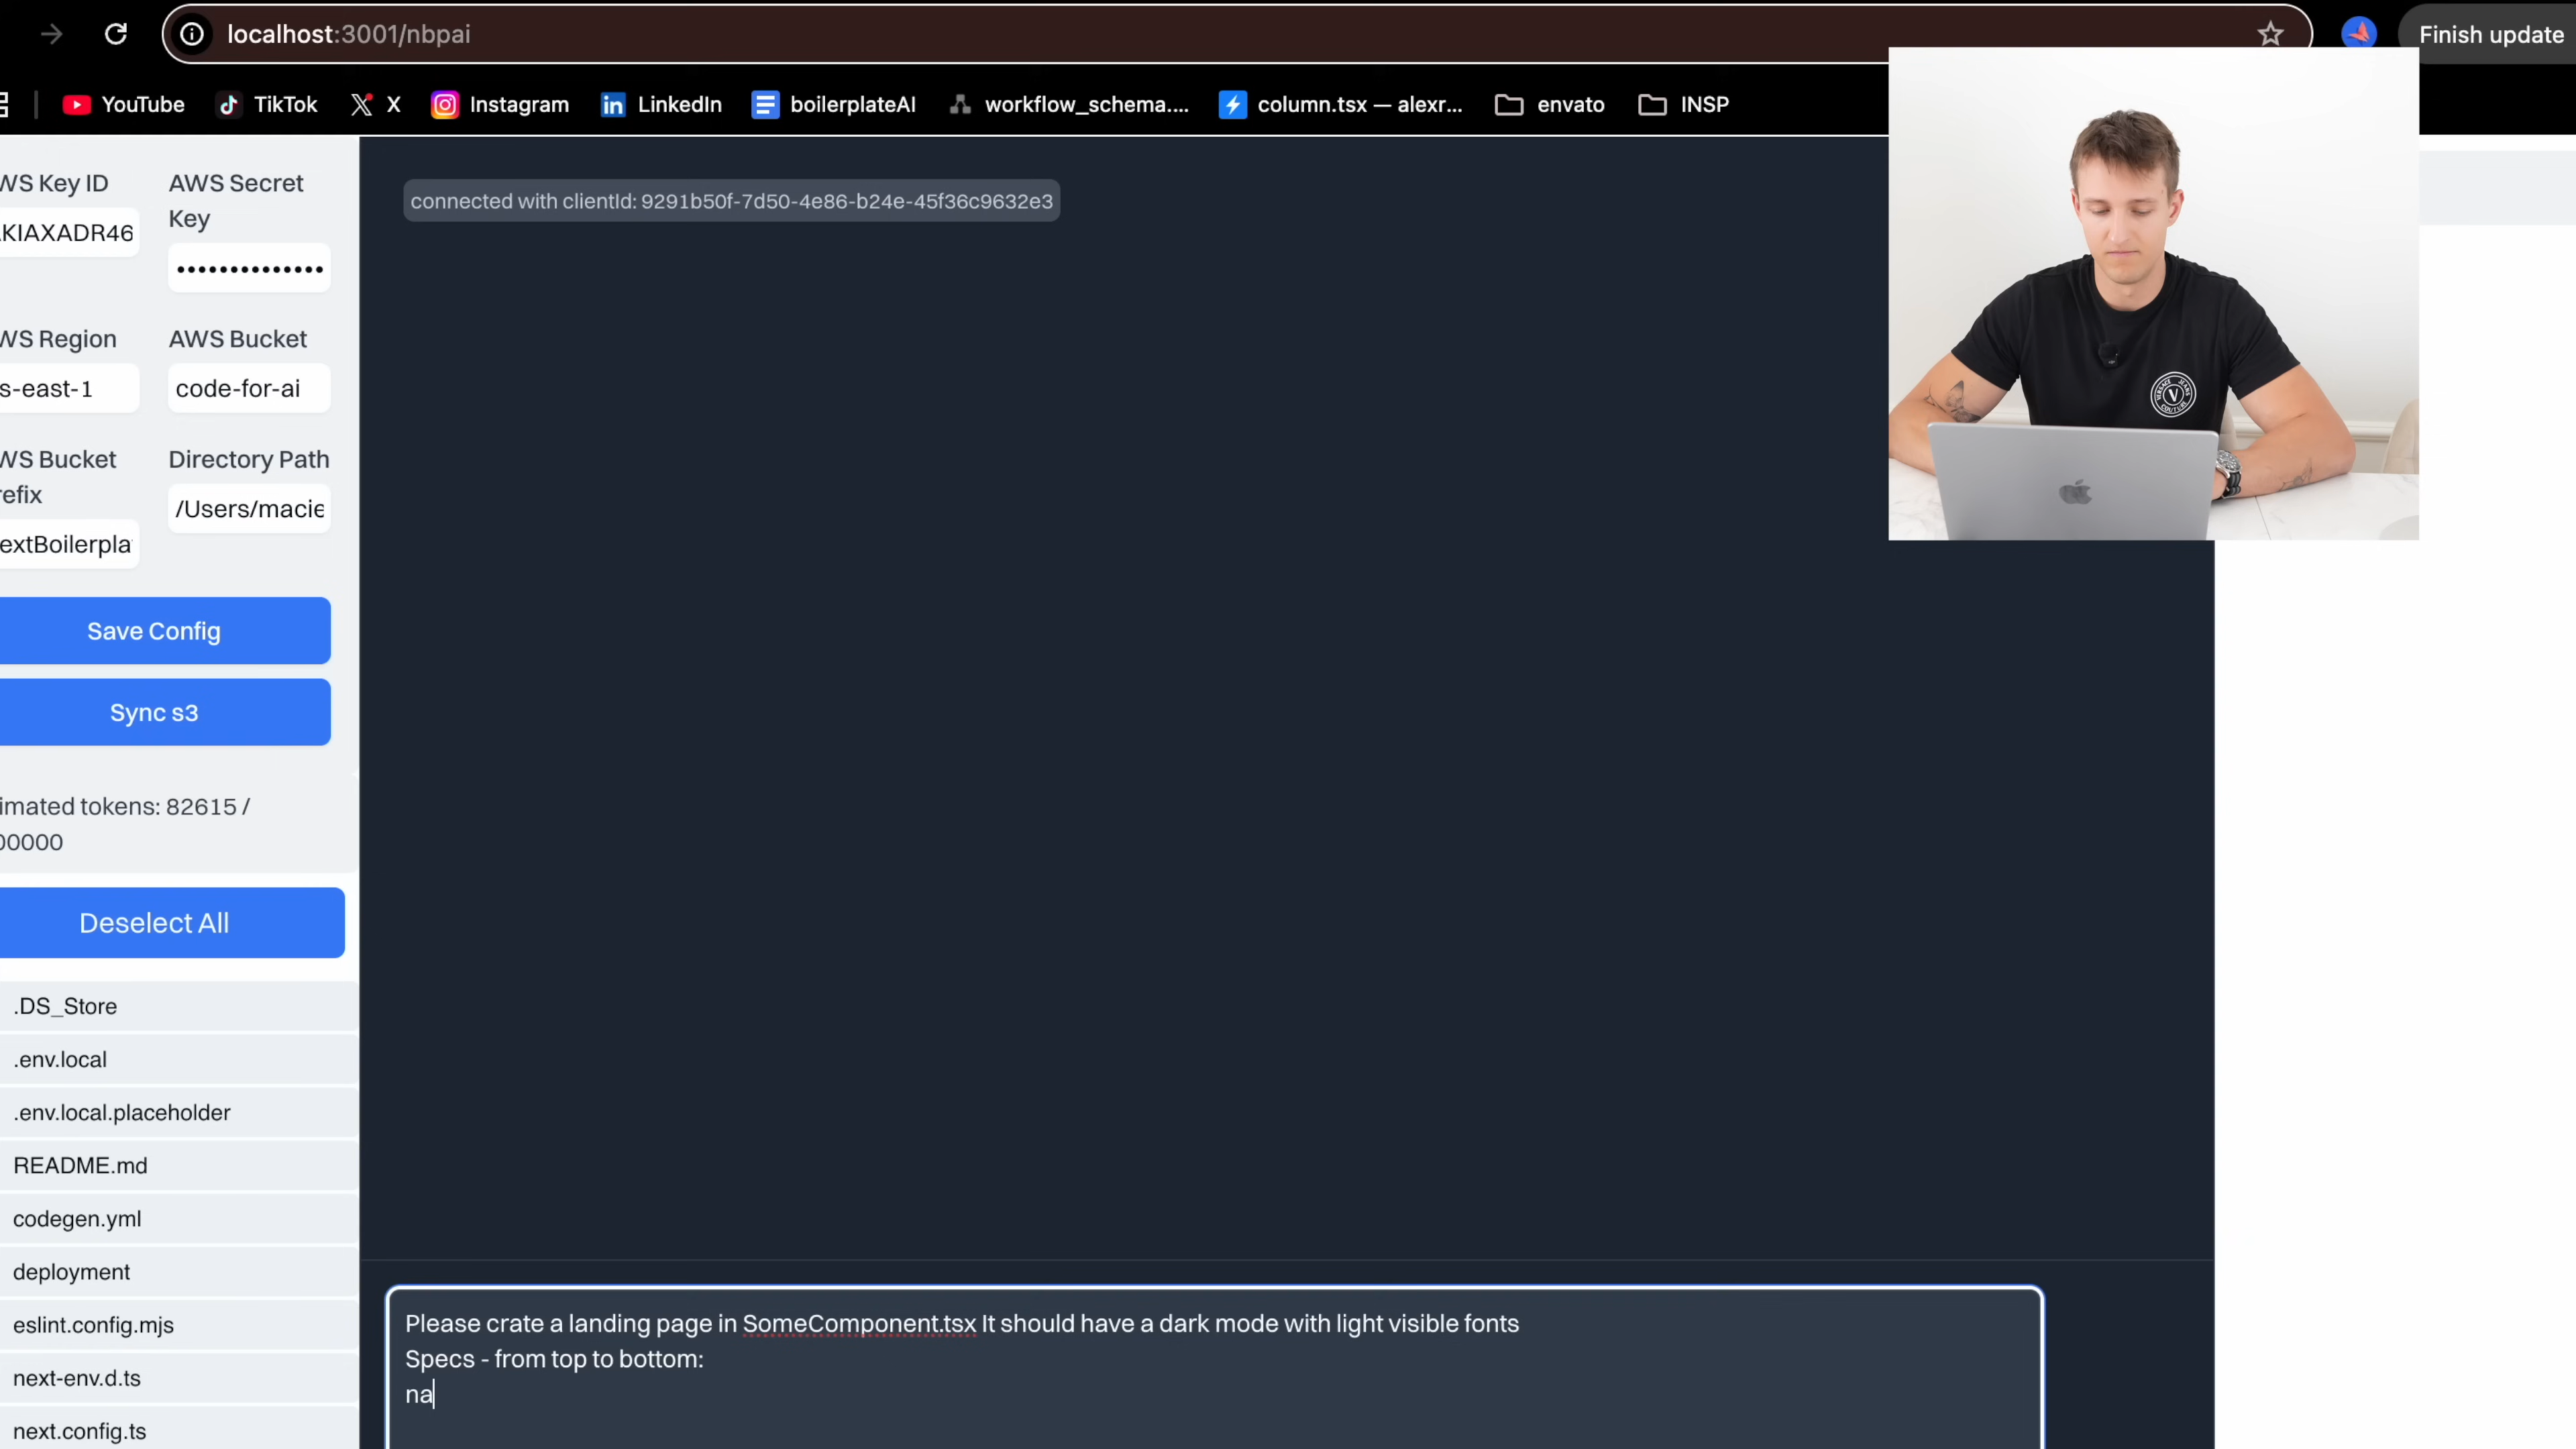 localhost:3001/nbpai
Finish update
YouTube
TikTok
X
Instagram
LinkedIn
boilerplateAI
workflow_schema....
column.tsx — alexr...
envato
INSP
WS Key ID
AWS Secret
Key
KIAXADR46
••••••••••••••
WS Region
AWS Bucket
s-east-1
code-for-ai
WS Bucket
refix
Directory Path
/Users/macie
extBoilerpla
Save Config
Sync s3
imated tokens: 82615 /
00000
Deselect All
.DS_Store
.env.local
.env.local.placeholder
README.md
codegen.yml
deployment
eslint.config.mjs
next-env.d.ts
next.config.ts
connected with clientId: 9291b50f-7d50-4e86-b24e-45f36c9632e3
Please crate a landing page in SomeComponent.tsx It should have a dark mode with light visible fonts
Specs - from top to bottom:
na
V
COUTURE